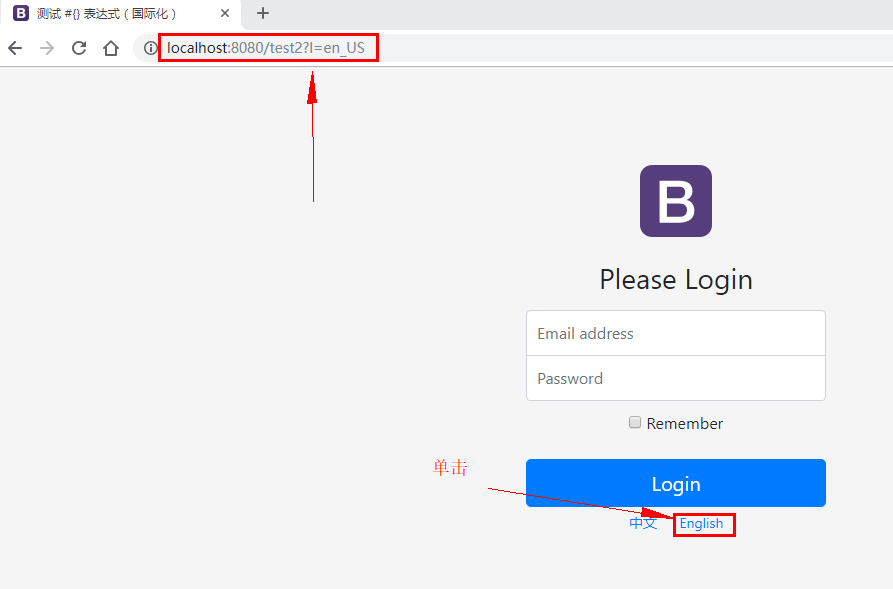 B 测试 #{} 表达式（国际化）
localhost:8080/test2?l=en_US
B
Please Login
Email address
Password
Remember
单击
Login
中文 English